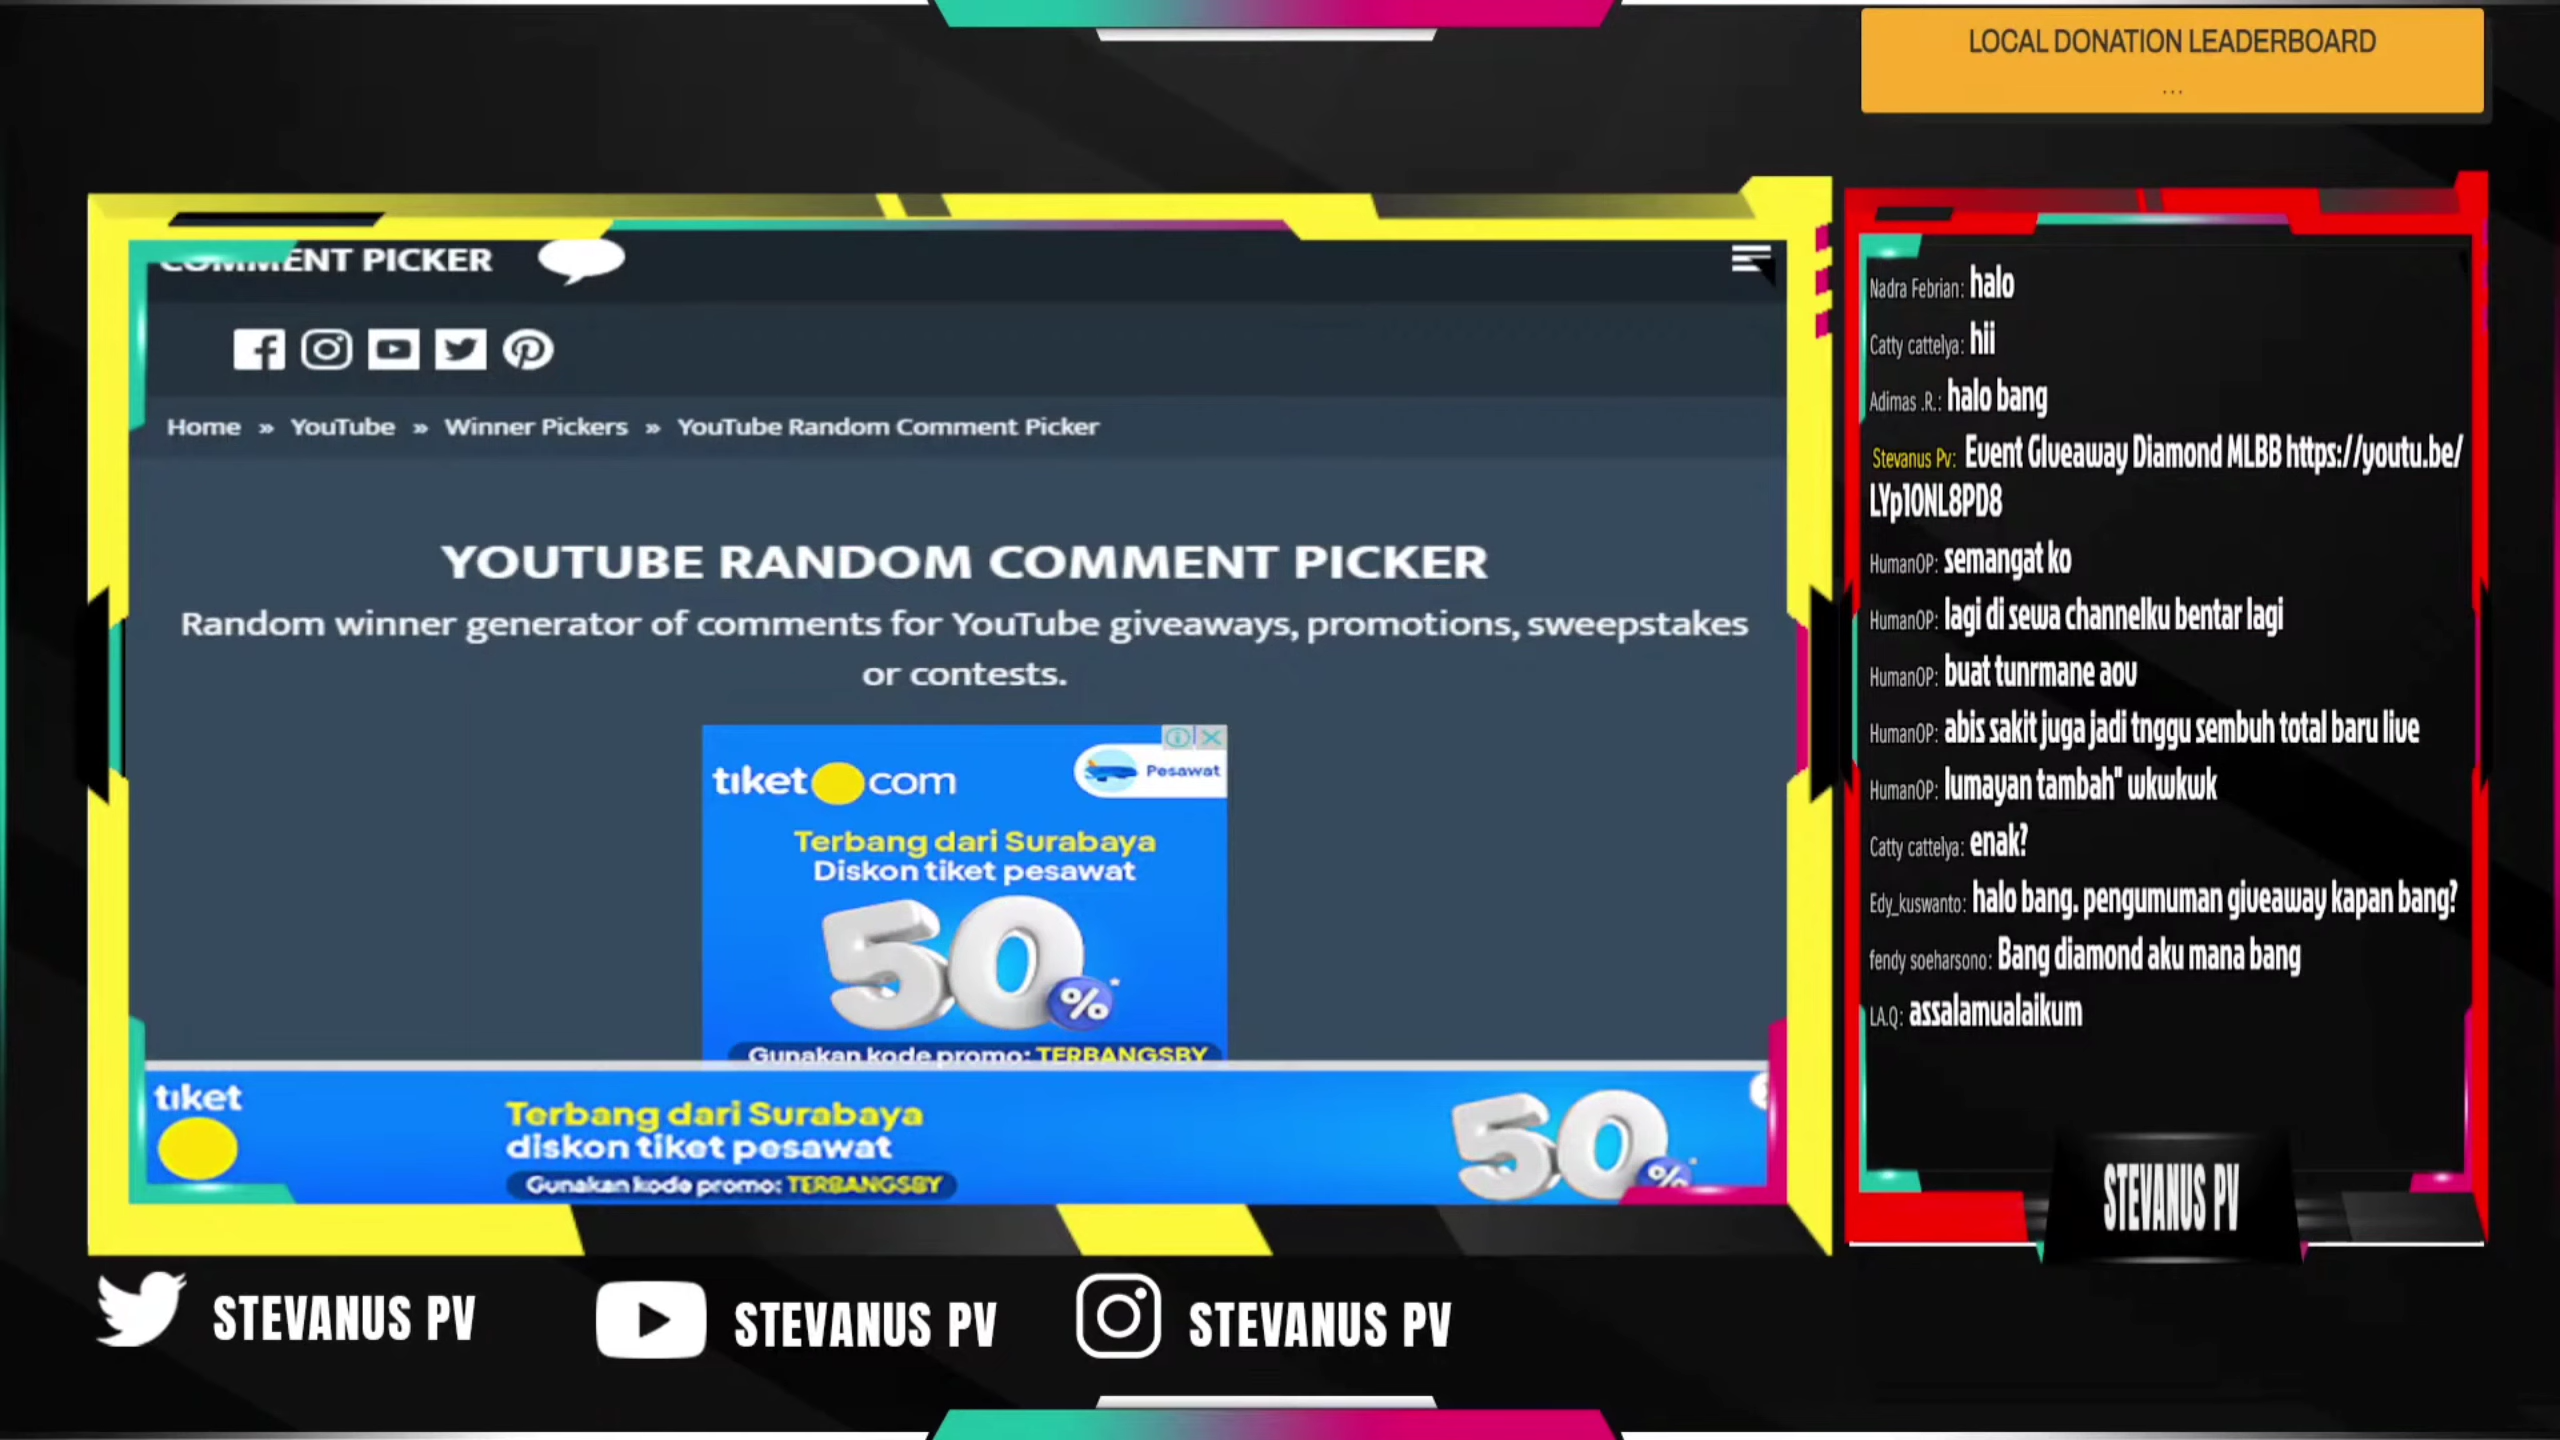 LOCAL DONATION LEADERBOARD
...
COMMENT PICKER
Home » YouTube » Winner Pickers » YouTube Random Comment Picker
YOUTUBE RANDOM COMMENT PICKER
Random winner generator of comments for YouTube giveaways, promotions, sweepstakes
or contests.
tiket com
Pesawat
Terbang dari Surabaya
Diskon tiket pesawat
50%*
Gunakan kode promo: TERBANGSBY
tiket
Terbang dari Surabaya
diskon tiket pesawat
Gunakan kode promo: TERBANGSBY
50%*
Nadra Febrian: halo
Catty cattelya: hii
Adimas .R.: halo bang
Stevanus Pv: Event GIveaway Diamond MLBB https://youtu.be/
LYp10NL8PD8
HumanOP: semangat ko
HumanOP: lagi di sewa channelku bentar lagi
HumanOP: buat tunrmane aou
HumanOP: abis sakit juga jadi tnggu sembuh total baru live
HumanOP: lumayan tambah" wkwkwk
Catty cattelya: enak?
Edy_kuswanto: halo bang. pengumuman giveaway kapan bang?
fendy soeharsono: Bang diamond aku mana bang
LA.Q: assalamualaikum
STEVANUS PV
STEVANUS PV
STEVANUS PV
STEVANUS PV